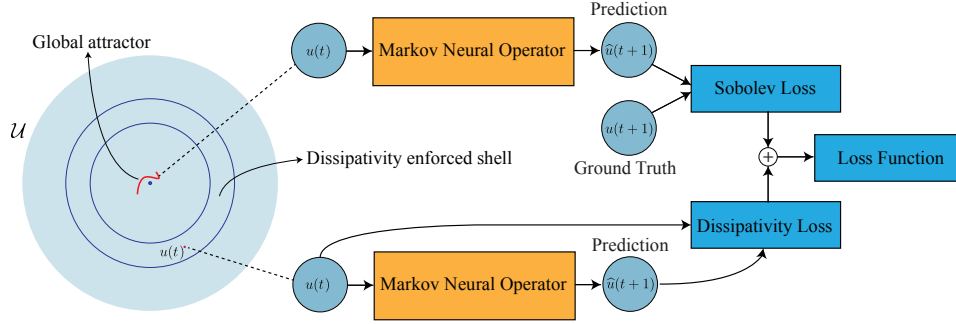 Global attractor
𝒰
u(t)
Dissipativity enforced shell
u(t)
Markov Neural Operator
Prediction
û(t+1)
u(t+1)
Ground Truth
Sobolev Loss
+
Loss Function
Dissipativity Loss
u(t)
Markov Neural Operator
Prediction
û(t+1)